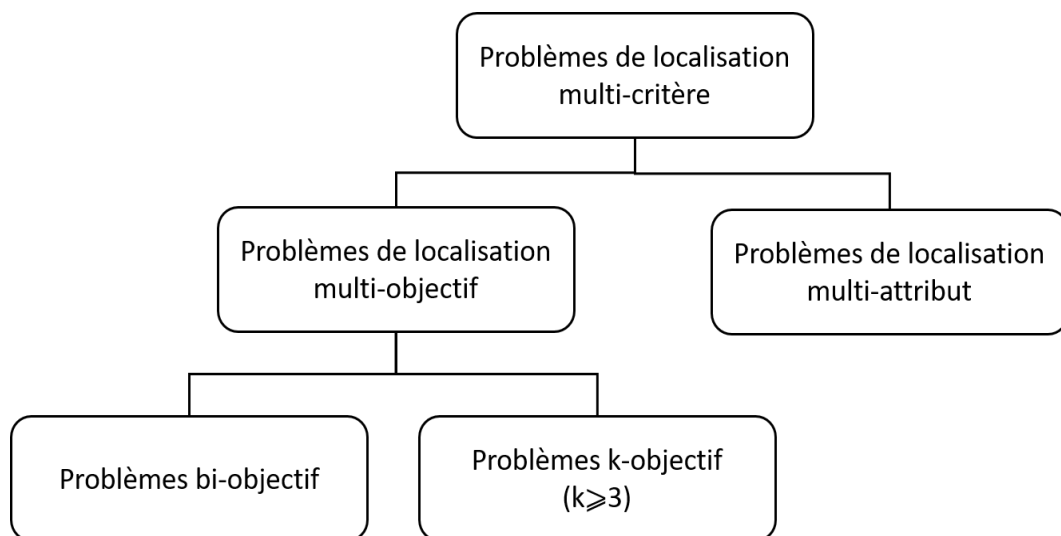 Problèmes de localisation
multi-critère
Problèmes de localisation
multi-objectif
Problèmes de localisation
multi-attribut
Problèmes bi-objectif
Problèmes k-objectif
(k⩾3)